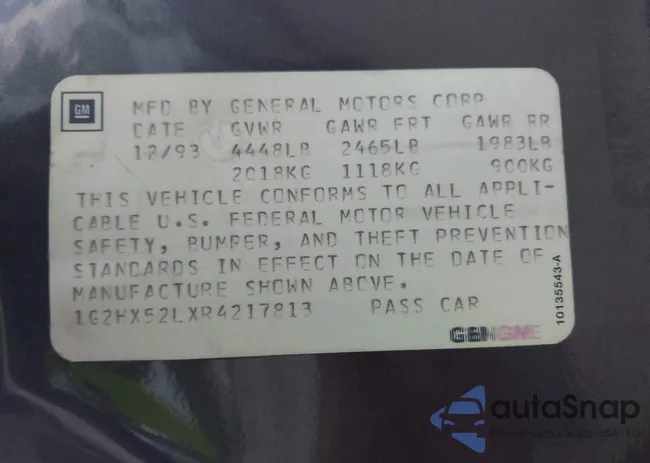 GM
MFD BY GENERAL MOTORS CORP
DATE GVWR GAWR FRT GAWR RR
12/93 4448LB 2465LB 1983LB
2018KG 1118KG 900KG
THIS VEHICLE CONFORMS TO ALL APPLI-
CABLE U.S. FEDERAL MOTOR VEHICLE
SAFETY, BUMPER, AND THEFT PREVENTION
STANDARDS IN EFFECT ON THE DATE OF
MANUFACTURE SHOWN ABOVE.
1G2HX52LXR4217813 PASS CAR
10135543-A
autaSnap